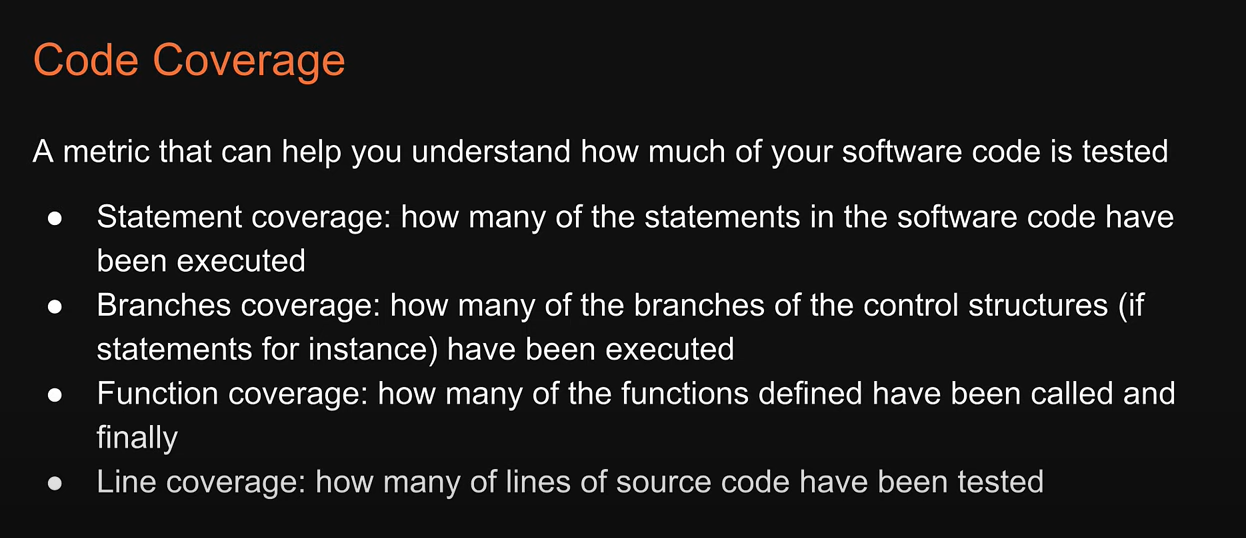 Code Coverage
A metric that can help you understand how much of your software code is tested
● Statement coverage: how many of the statements in the software code have
been executed
● Branches coverage: how many of the branches of the control structures (if
statements for instance) have been executed
● Function coverage: how many of the functions defined have been called and
finally
● Line coverage: how many of lines of source code have been tested